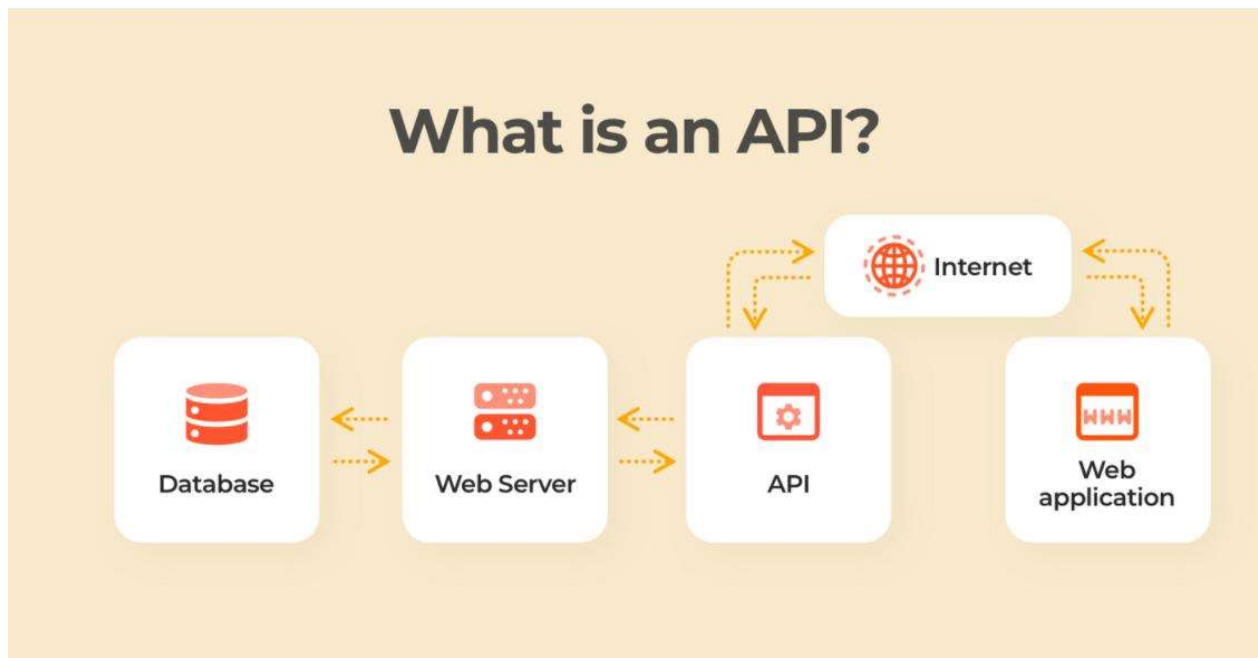 What is an API?
Internet
Database
Web Server
API
Web
application
WWW